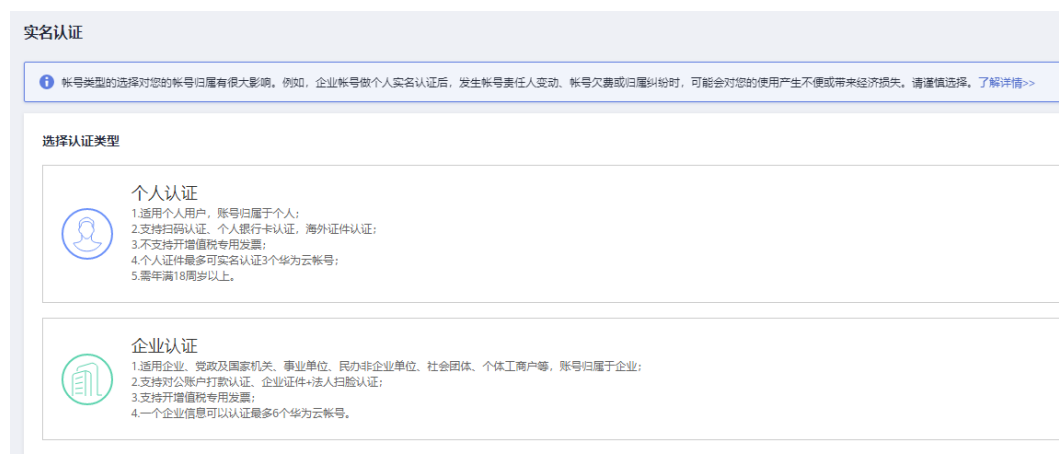 实名认证
帐号类型的选择对您的帐号归属有很大影响。例如，企业帐号做个人实名认证后，发生帐号责任人变动、帐号欠费或归属纠纷时，可能会对您的使用产生不便或带来经济损失。请谨慎选择。了解详情>>
选择认证类型
个人认证
1.适用个人用户，账号归属于个人；
2.支持扫码认证、个人银行卡认证，海外证件认证；
3.不支持开增值税专用发票；
4.个人证件最多可实名认证3个华为云帐号；
5.需年满18周岁以上。
企业认证
1.适用企业、党政及国家机关、事业单位、民办非企业单位、社会团体、个体工商户等，账号归属于企业；
2.支持对公账户打款认证、企业证件+法人扫脸认证；
3.支持开增值税专用发票；
4.一个企业信息可以认证最多6个华为云帐号。